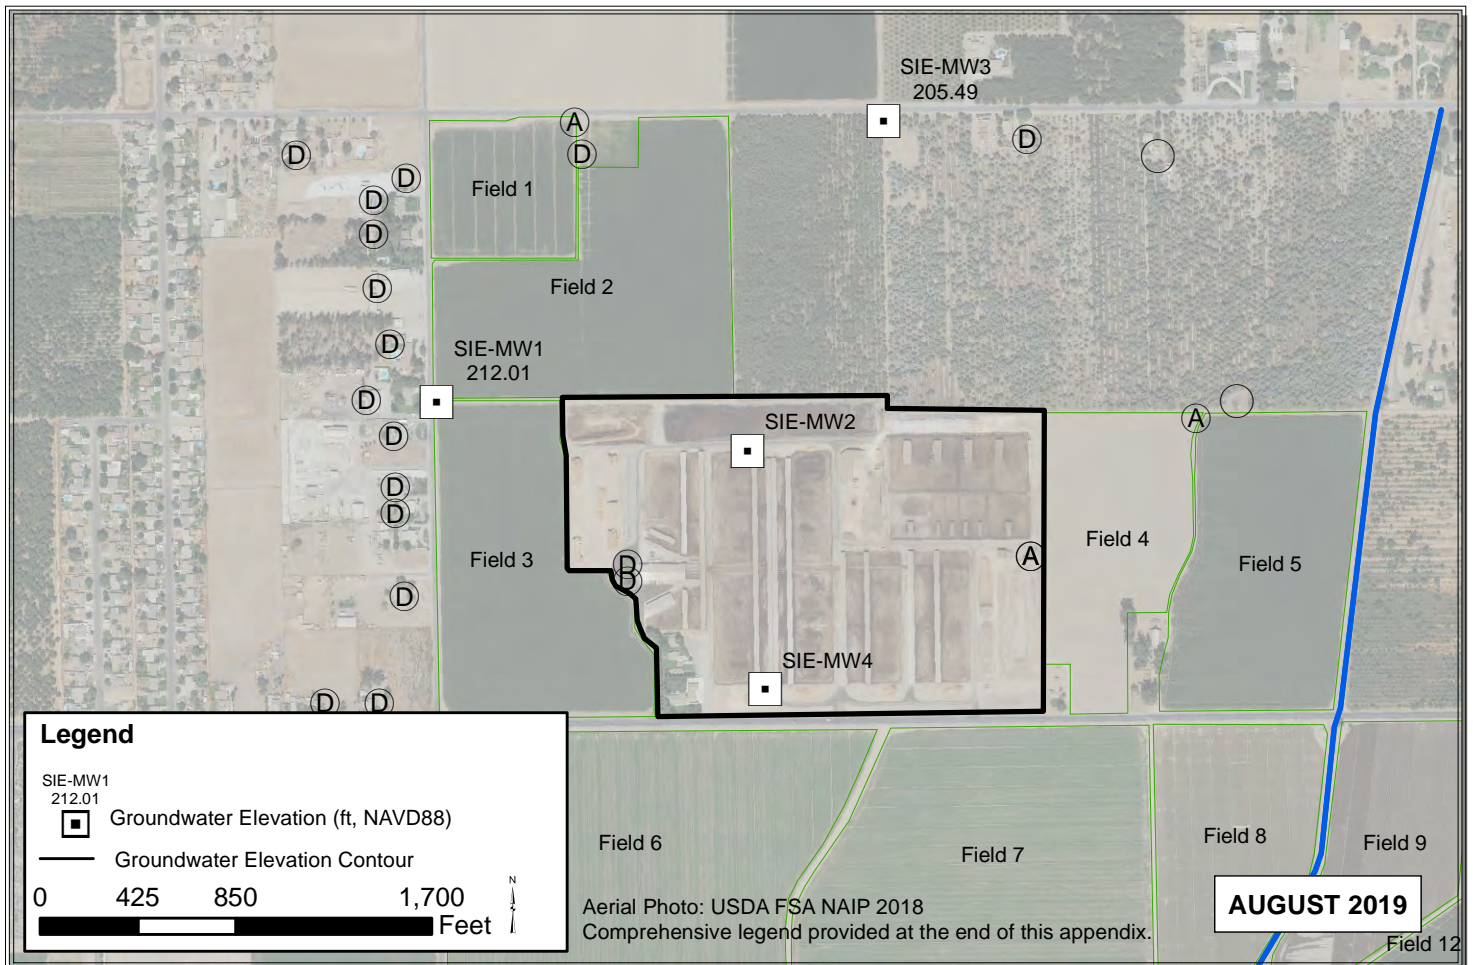 SIE-MW3
205.49
A
D
D
D
D
D
Field 1
D
D
Field 2
D
SIE-MW1
212.01
D
D
SIE-MW2
A
D
D
Field 3
D
D
Field 4
A
Field 5
D
SIE-MW4
D
D
Legend
SIE-MW1
212.01
Groundwater Elevation (ft, NAVD88)
Groundwater Elevation Contour
0 425 850 1,700
Feet
N
Field 6
Field 7
Field 8
Field 9
Aerial Photo: USDA FSA NAIP 2018
Comprehensive legend provided at the end of this appendix.
AUGUST 2019
Field 12